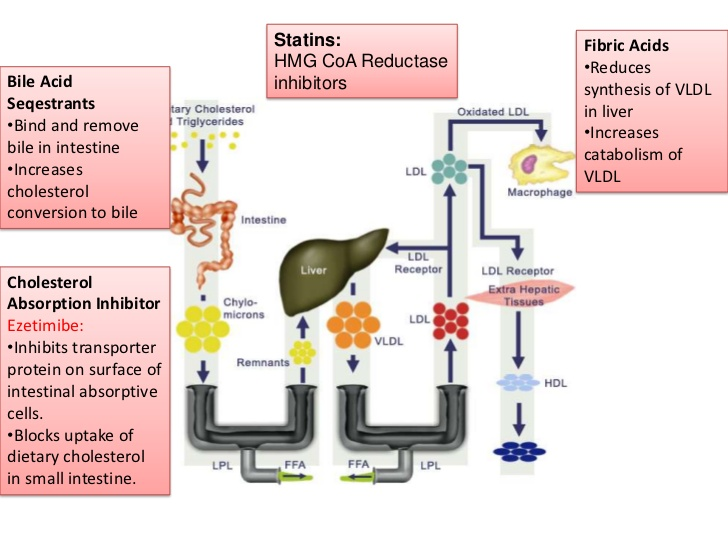 Statins:
HMG CoA Reductase
inhibitors
Fibric Acids
•Reduces
synthesis of VLDL
in liver
•Increases
catabolism of
VLDL
Bile Acid
Seqestrants
•Bind and remove
bile in intestine
•Increases
cholesterol
conversion to bile
Cholesterol
Absorption Inhibitor
Ezetimibe:
•Inhibits transporter
protein on surface of
intestinal absorptive
cells.
•Blocks uptake of
dietary cholesterol
in small intestine.
tary Cholesterol
Triglycerides
Intestine
Chylo-
microns
Remnants
Liver
VLDL
LDL
Receptor
LDL
LDL
Oxidated LDL
Macrophage
LDL Receptor
Extra Hepatic
Tissues
HDL
LPL
FFA
FFA
LPL